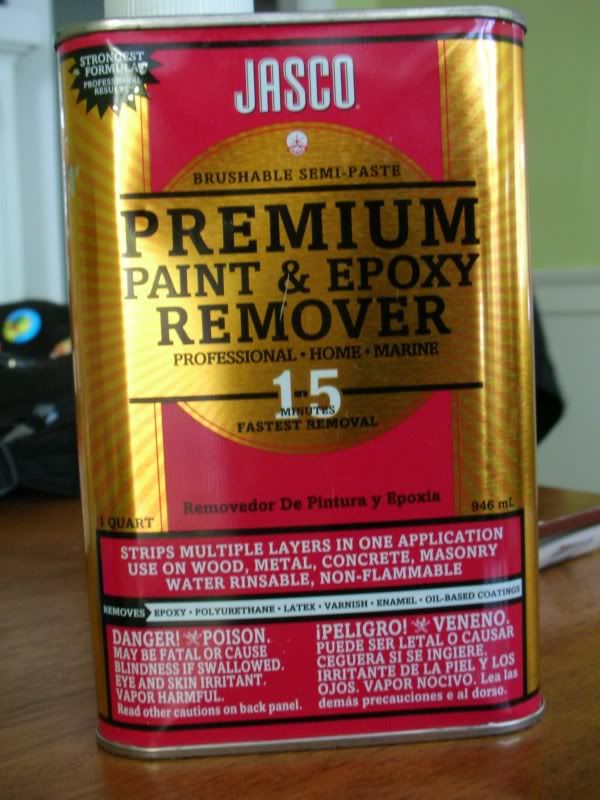 STRONGEST
FORMULA
PROFESSIONAL
RESULTS
JASCO
BRUSHABLE SEMI-PASTE
PREMIUM
PAINT & EPOXY
REMOVER
PROFESSIONAL • HOME • MARINE
15
MINUTES
FASTEST REMOVAL
Removedor De Pintura y Epoxia
1 QUART
946 mL
STRIPS MULTIPLE LAYERS IN ONE APPLICATION
USE ON WOOD, METAL, CONCRETE, MASONRY
WATER RINSABLE, NON-FLAMMABLE
REMOVES EPOXY • POLYURETHANE • LATEX • VARNISH • ENAMEL • OIL-BASED COATINGS
DANGER! POISON.
MAY BE FATAL OR CAUSE
BLINDNESS IF SWALLOWED.
EYE AND SKIN IRRITANT.
VAPOR HARMFUL.
Read other cautions on back panel.
¡PELIGRO! VENENO.
PUEDE SER LETAL O CAUSAR
CEGUERA SI SE INGIERE.
IRRITANTE DE LA PIEL Y LOS
OJOS. VAPOR NOCIVO. Lea las
demás precauciones e al dorso.